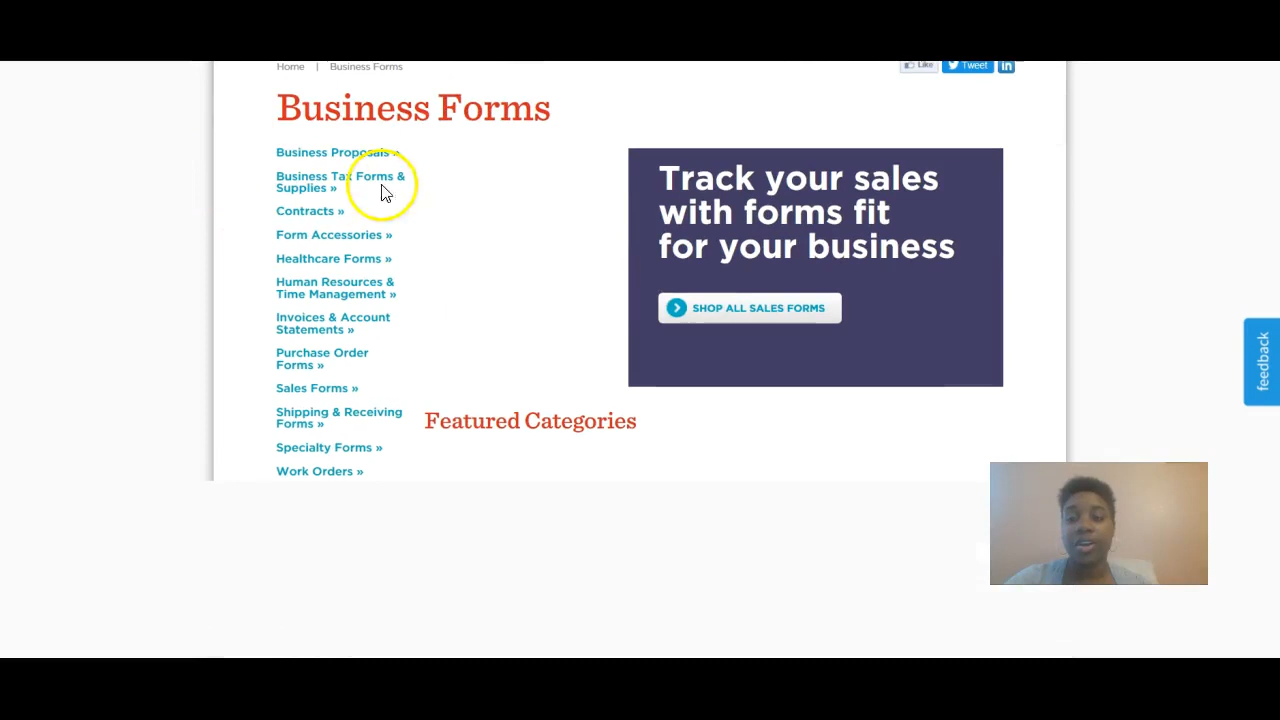 Home | Business Forms
Like
Tweet
in
Business Forms
Business Proposals »
Business Tax Forms &
Supplies »
Contracts »
Form Accessories »
Healthcare Forms »
Human Resources &
Time Management »
Invoices & Account
Statements »
Purchase Order
Forms »
Sales Forms »
Shipping & Receiving
Forms »
Specialty Forms »
Work Orders »
Track your sales
with forms fit
for your business
SHOP ALL SALES FORMS
Featured Categories
feedback